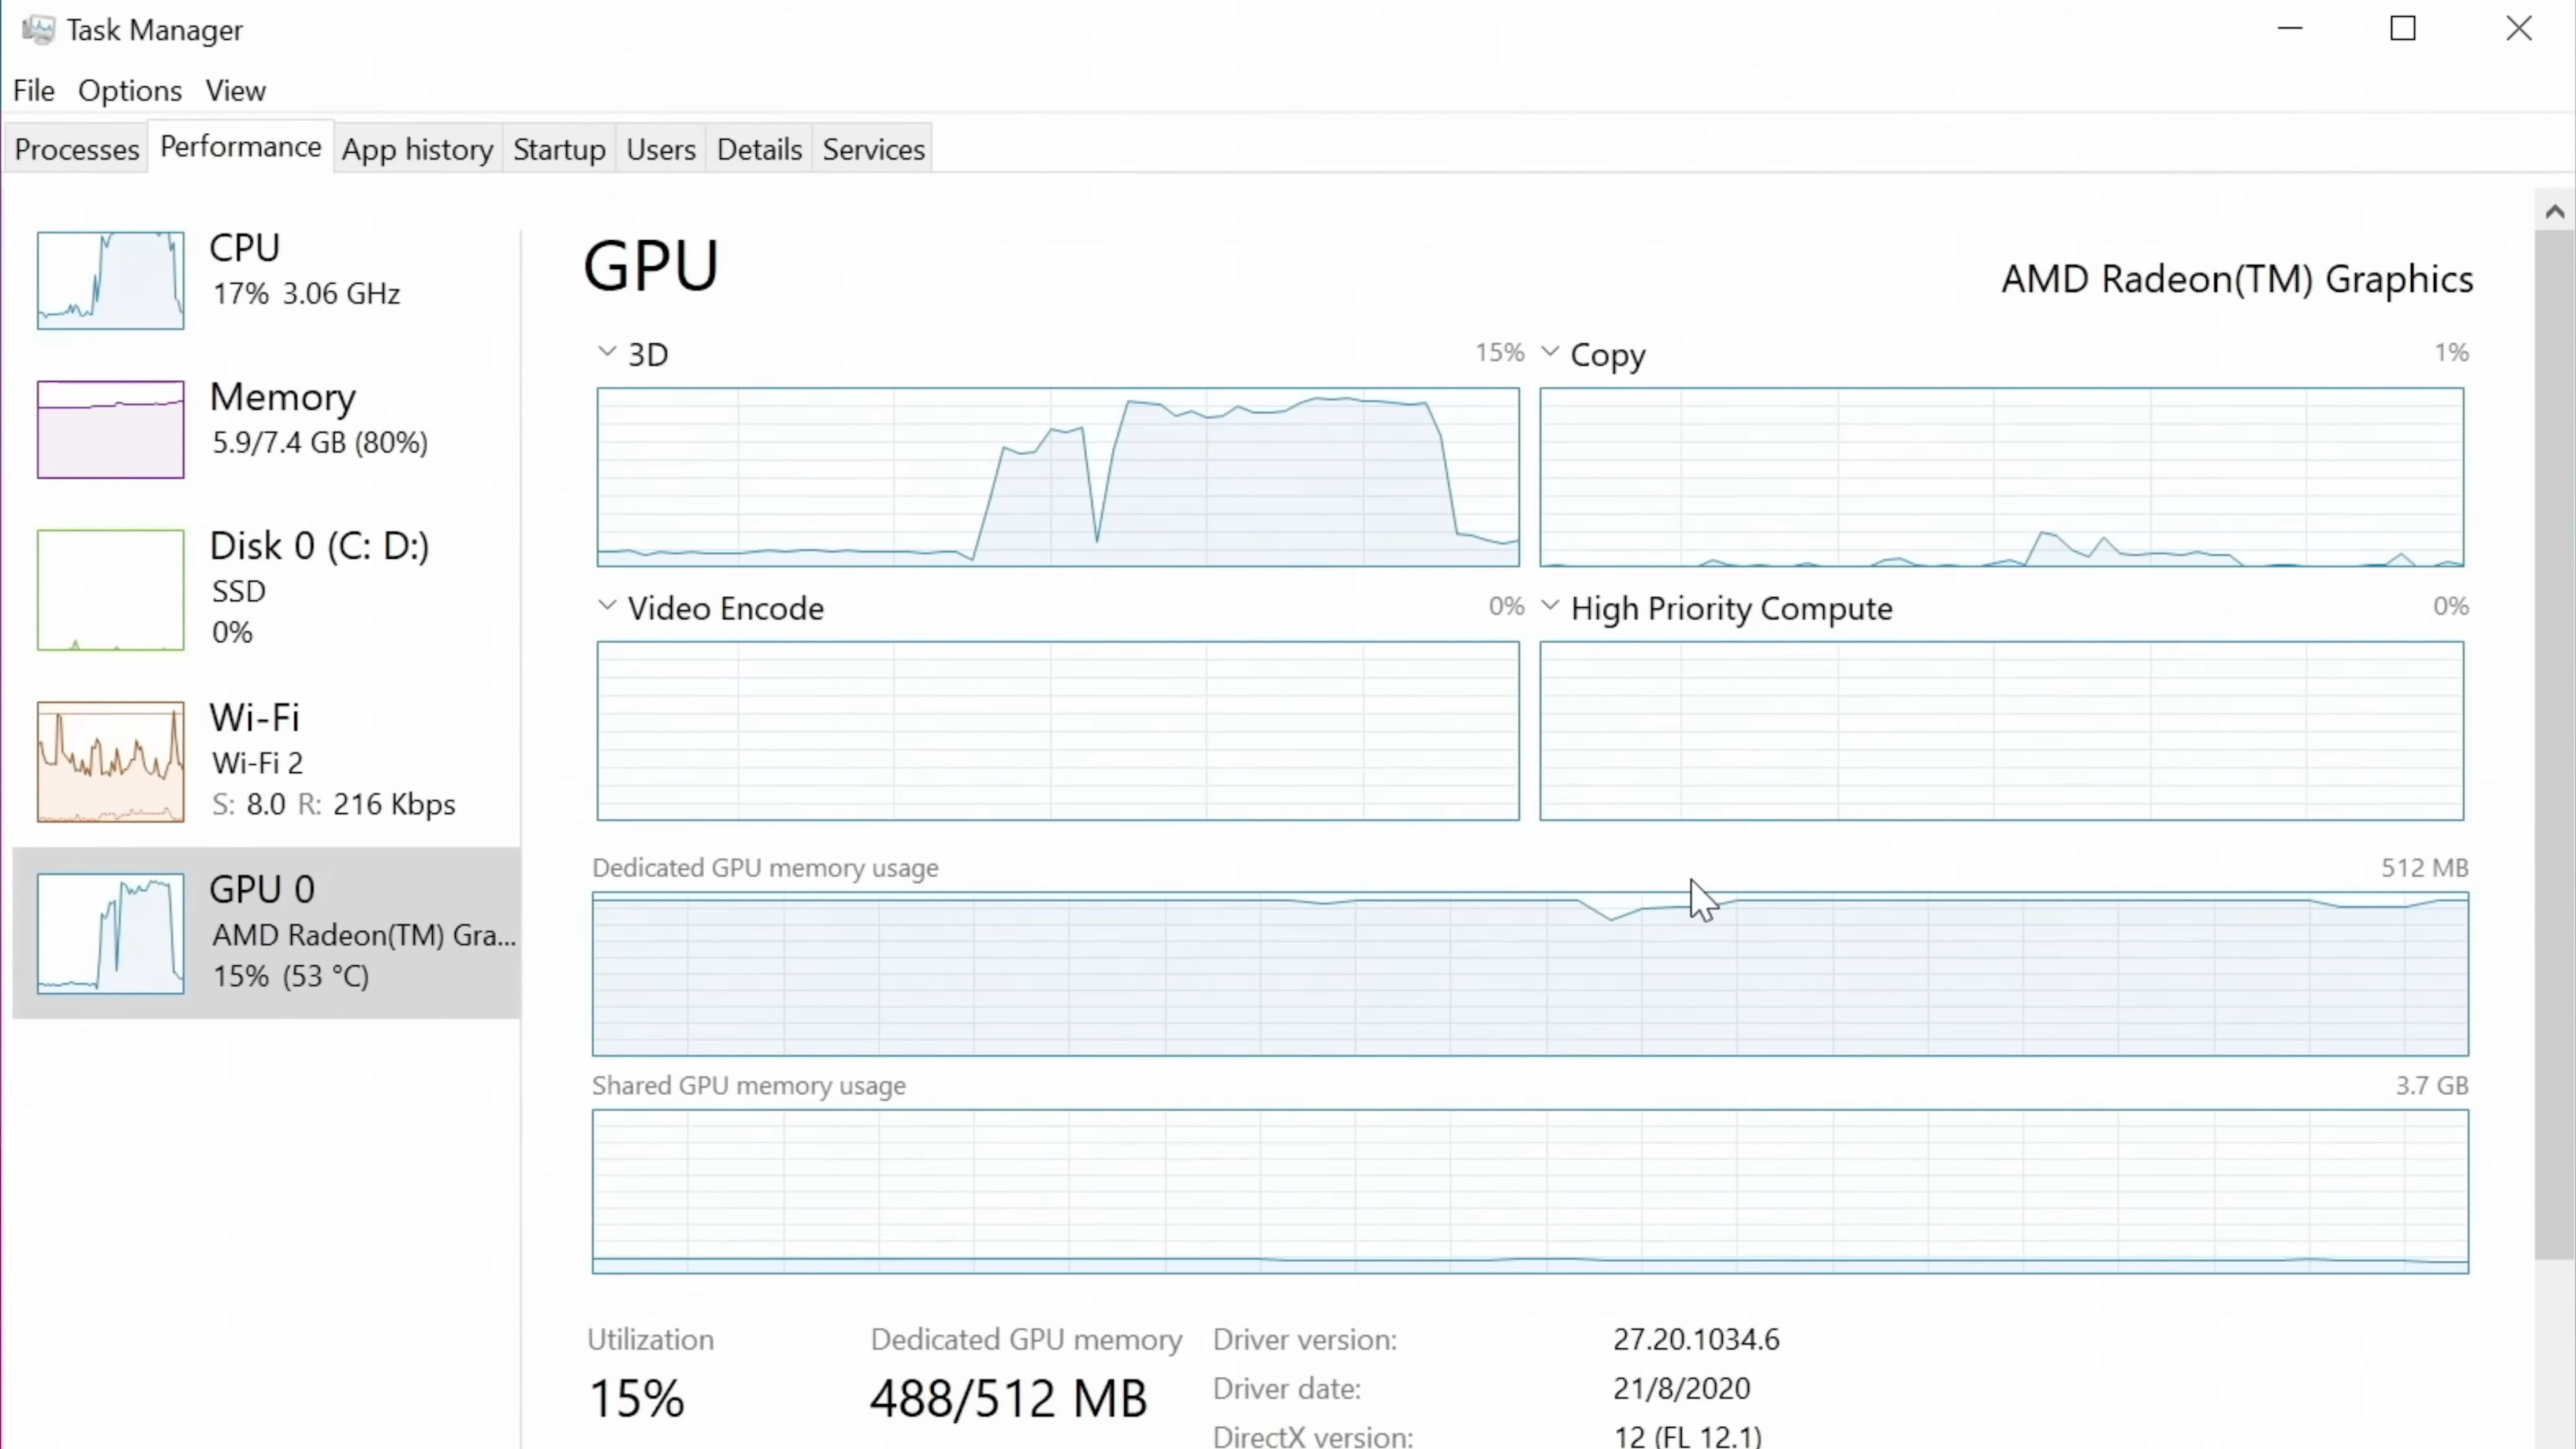 Task Manager
File Options View
Processes Performance App history Startup Users Details Services
CPU
17% 3.06 GHz
Memory
5.9/7.4 GB (80%)
Disk 0 (C: D:)
SSD
0%
Wi-Fi
Wi-Fi 2
S: 8.0 R: 216 Kbps
GPU 0
AMD Radeon(TM) Gra...
15% (53 °C)
GPU
AMD Radeon(TM) Graphics
3D 15%
Copy 1%
Video Encode 0%
High Priority Compute 0%
Dedicated GPU memory usage 512 MB
Shared GPU memory usage 3.7 GB
Utilization
15%
Dedicated GPU memory
488/512 MB
Driver version: 27.20.1034.6
Driver date: 21/8/2020
DirectX version: 12 (FL 12.1)